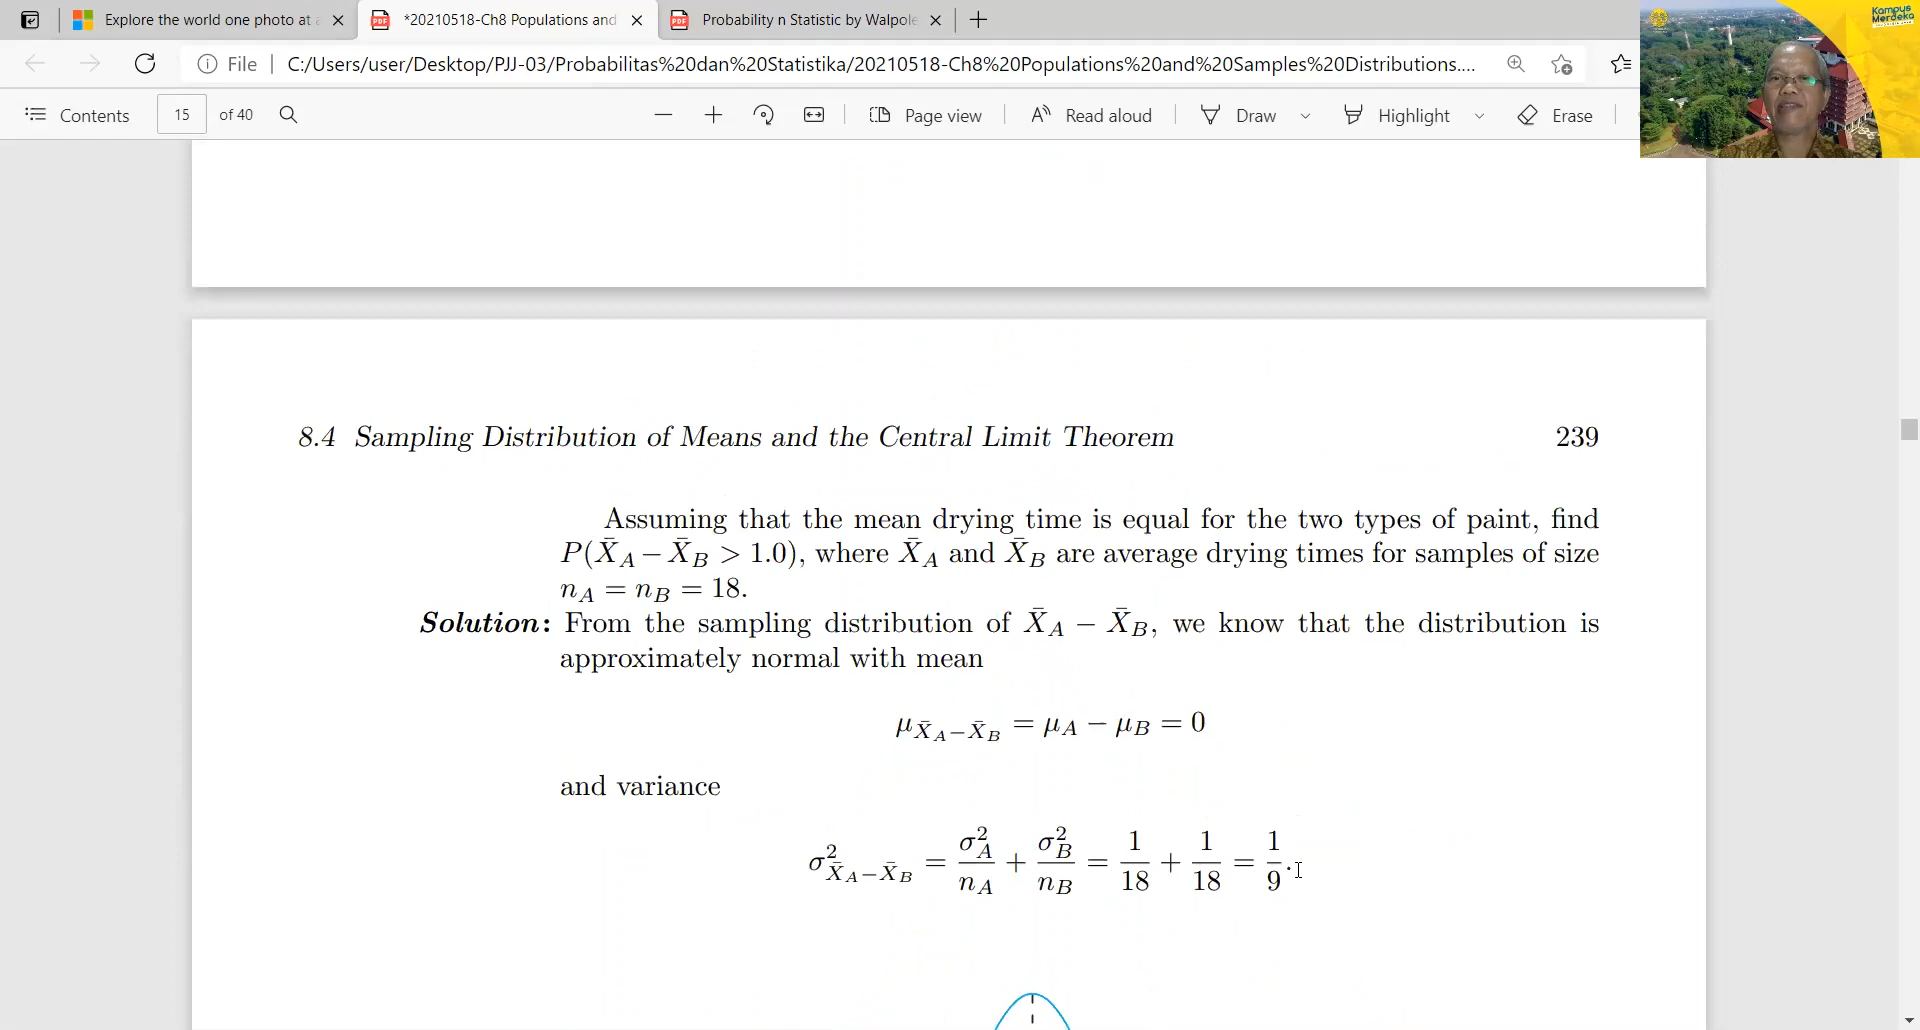 Explore the world one photo at a
*20210518-Ch8 Populations and
Probability n Statistic by Walpole
File
C:/Users/user/Desktop/PJJ-03/Probabilitas%20dan%20Statistika/20210518-Ch8%20Populations%20and%20Samples%20Distributions....
Kampus
Merdeka
Contents
15 of 40
Page view
Read aloud
Draw
Highlight
Erase
8.4 Sampling Distribution of Means and the Central Limit Theorem 239
Assuming that the mean drying time is equal for the two types of paint, find
P(X̄_A − X̄_B > 1.0), where X̄_A and X̄_B are average drying times for samples of size
n_A = n_B = 18.
Solution: From the sampling distribution of X̄_A − X̄_B, we know that the distribution is
approximately normal with mean
μ_{X̄_A−X̄_B} = μ_A − μ_B = 0
and variance
σ²_{X̄_A−X̄_B} = σ²_A/n_A + σ²_B/n_B = 1/18 + 1/18 = 1/9.